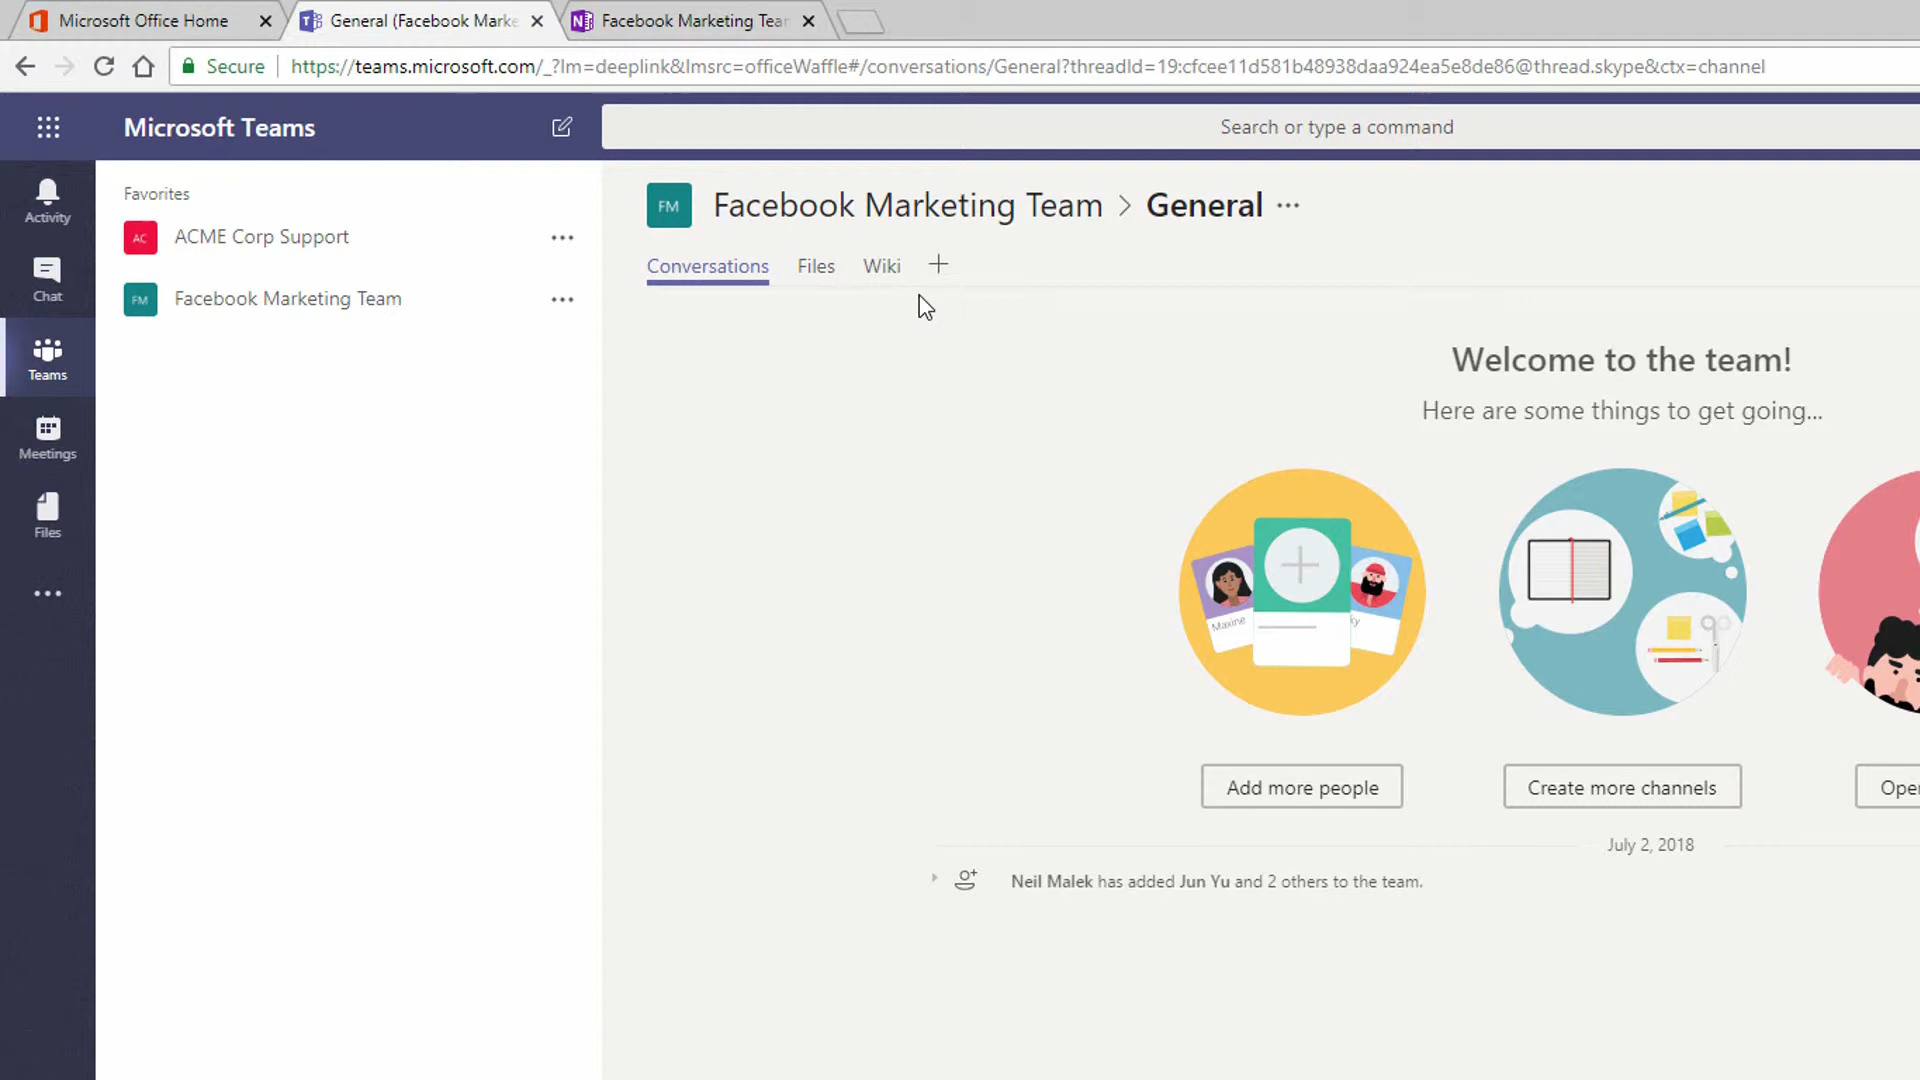 Microsoft Office Home
General (Facebook Marke
Facebook Marketing Tea
Secure
https://teams.microsoft.com/_?lm=deeplink&lmsrc=officeWaffle#/conversations/General?threadId=19:cfcee11d581b48938daa924ea5e8de86@thread.skype&ctx=channel
Microsoft Teams
Search or type a command
Activity
Chat
Teams
Meetings
Files
Favorites
AC ACME Corp Support
FM Facebook Marketing Team
FM Facebook Marketing Team > General
Conversations Files Wiki
Welcome to the team!
Here are some things to get going...
Maxine
ky
Add more people
Create more channels
Ope
July 2, 2018
Neil Malek has added Jun Yu and 2 others to the team.